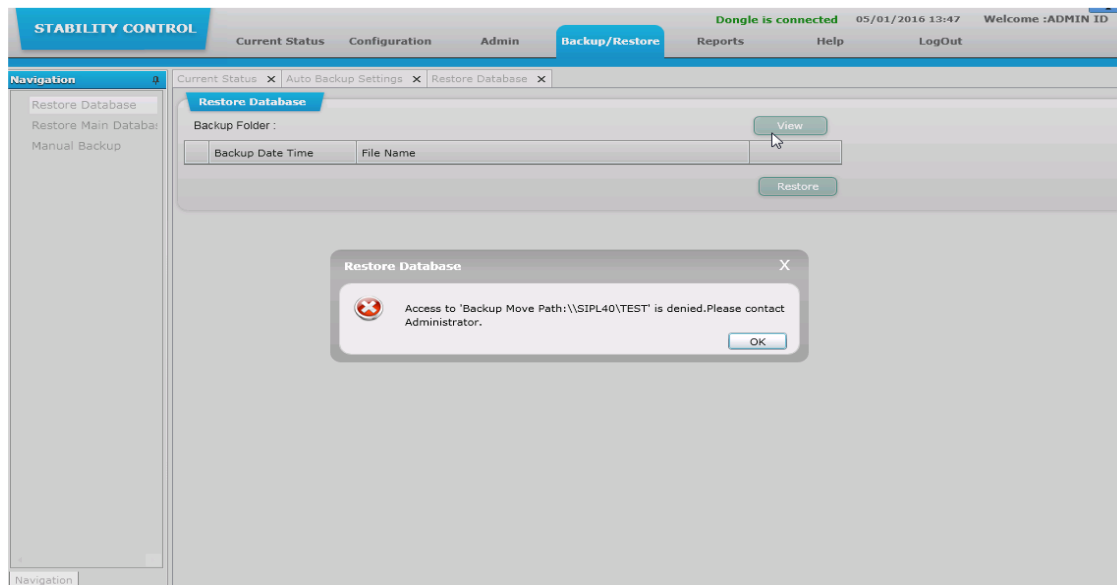 STABILITY CONTROL
Dongle is connected 05/01/2016 13:47 Welcome :ADMIN ID
Current Status Configuration Admin Backup/Restore Reports Help LogOut
Navigation
Current Status X Auto Backup Settings X Restore Database X
Restore Database
Restore Main Databa
Manual Backup
Restore Database
Backup Folder :
View
Backup Date Time File Name
Restore
Restore Database X
Access to 'Backup Move Path:\\SIPL40\TEST' is denied.Please contact
Administrator.
OK
Navigation